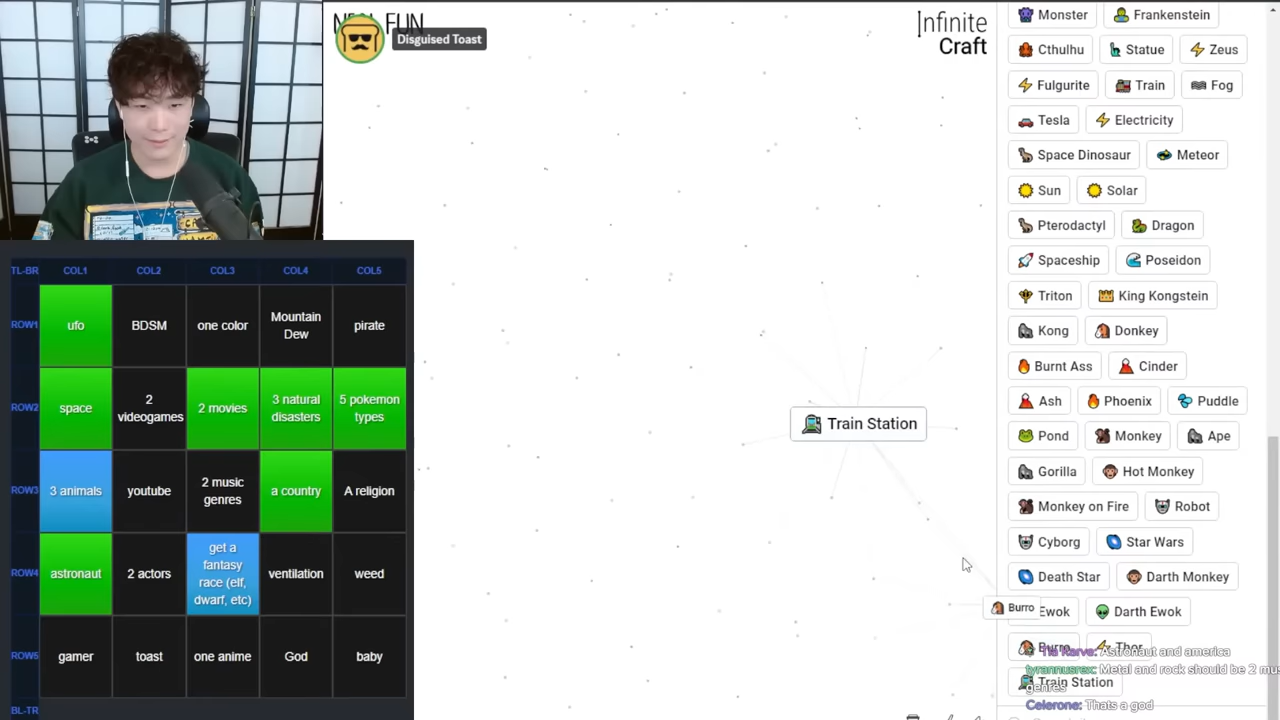 NEAL.FUN
Disguised Toast
Infinite
Craft
Monster Frankenstein
Cthulhu Statue Zeus
Fulgurite Train Fog
Tesla Electricity
Space Dinosaur Meteor
Sun Solar
Pterodactyl Dragon
Spaceship Poseidon
Triton King Kongstein
Kong Donkey
Burnt Ass Cinder
Ash Phoenix Puddle
Pond Monkey Ape
Gorilla Hot Monkey
Monkey on Fire Robot
Cyborg Star Wars
Death Star Darth Monkey
Ewok Darth Ewok
Burro Thor
Train Station
Train Station
Burro
Tia Karve: Astronaut and america
tyrannusrex: Metal and rock should be 2 mus
genres
Celerone: Thats a god
TL-BR COL1 COL2 COL3 COL4 COL5
ROW1 ufo BDSM one color Mountain Dew pirate
ROW2 space 2 videogames 2 movies 3 natural disasters 5 pokemon types
ROW3 3 animals youtube 2 music genres a country A religion
ROW4 astronaut 2 actors get a fantasy race (elf, dwarf, etc) ventilation weed
ROW5 gamer toast one anime God baby
BL-TR